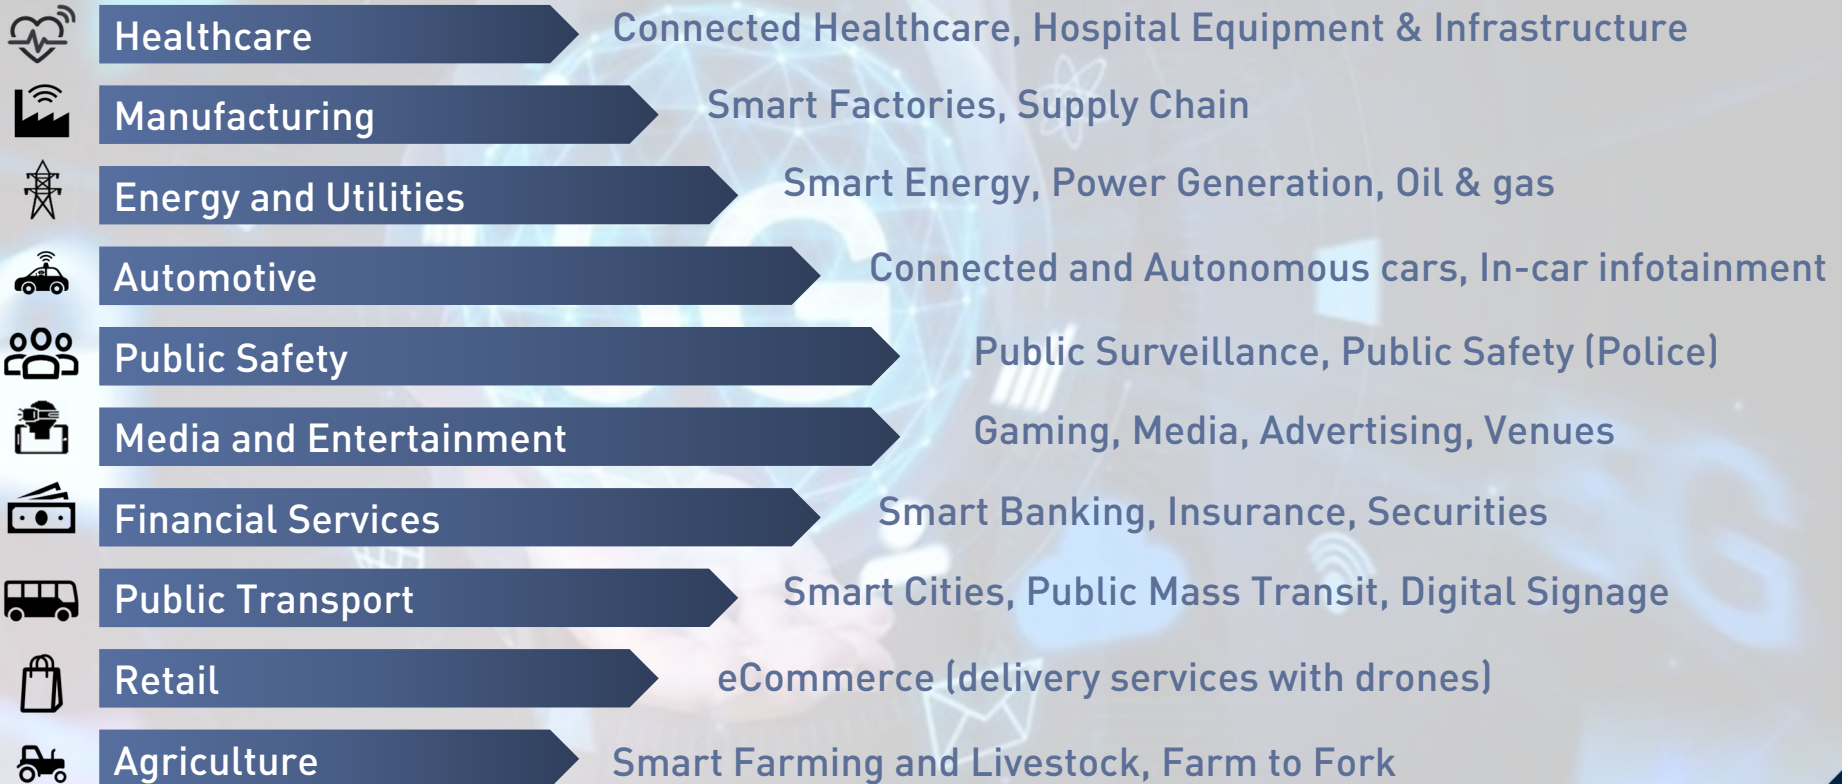 Healthcare
Connected Healthcare, Hospital Equipment & Infrastructure
Manufacturing
Smart Factories, Supply Chain
Energy and Utilities
Smart Energy, Power Generation, Oil & gas
Automotive
Connected and Autonomous cars, In-car infotainment
Public Safety
Public Surveillance, Public Safety (Police)
Media and Entertainment
Gaming, Media, Advertising, Venues
Financial Services
Smart Banking, Insurance, Securities
Public Transport
Smart Cities, Public Mass Transit, Digital Signage
Retail
eCommerce (delivery services with drones)
Agriculture
Smart Farming and Livestock, Farm to Fork
5G
5G